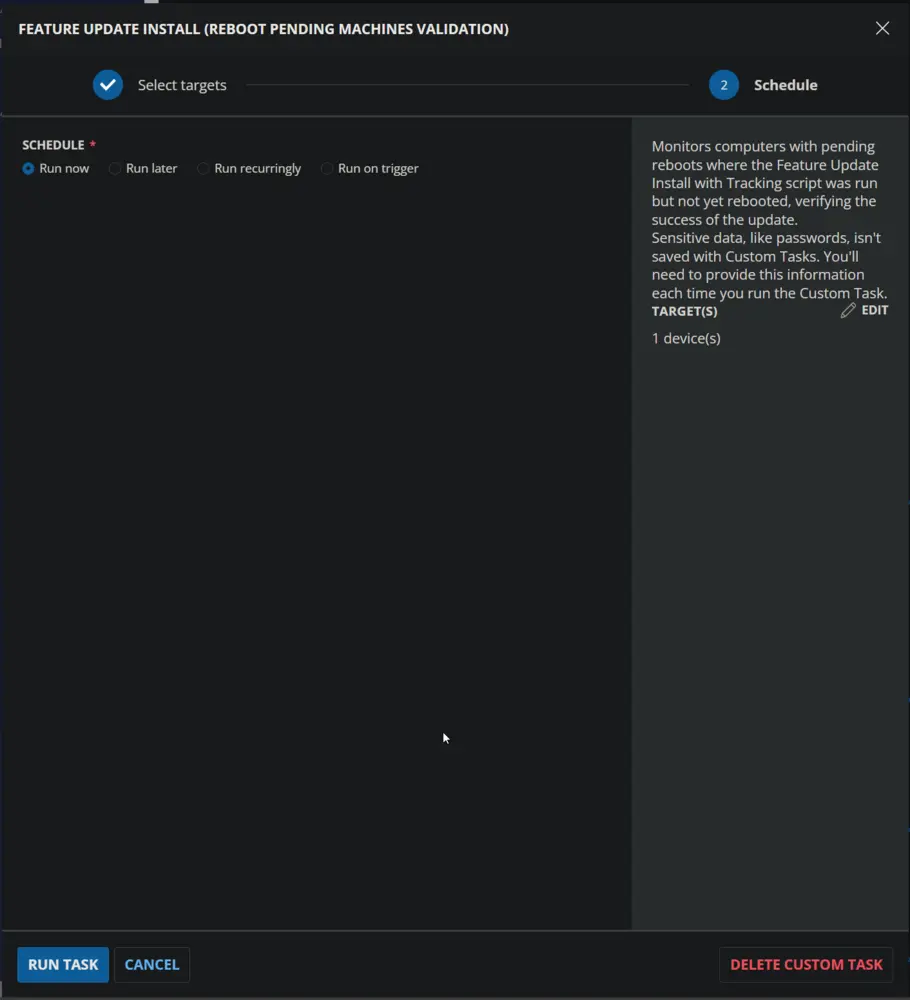 FEATURE UPDATE INSTALL (REBOOT PENDING MACHINES VALIDATION)
Select targets
2
Schedule
SCHEDULE *
Run now
Run later
Run recurringly
Run on trigger
Monitors computers with pending
reboots where the Feature Update
Install with Tracking script was run
but not yet rebooted, verifying the
success of the update.
Sensitive data, like passwords, isn't
saved with Custom Tasks. You'll
need to provide this information
each time you run the Custom Task.
TARGET(S)
EDIT
1 device(s)
RUN TASK
CANCEL
DELETE CUSTOM TASK